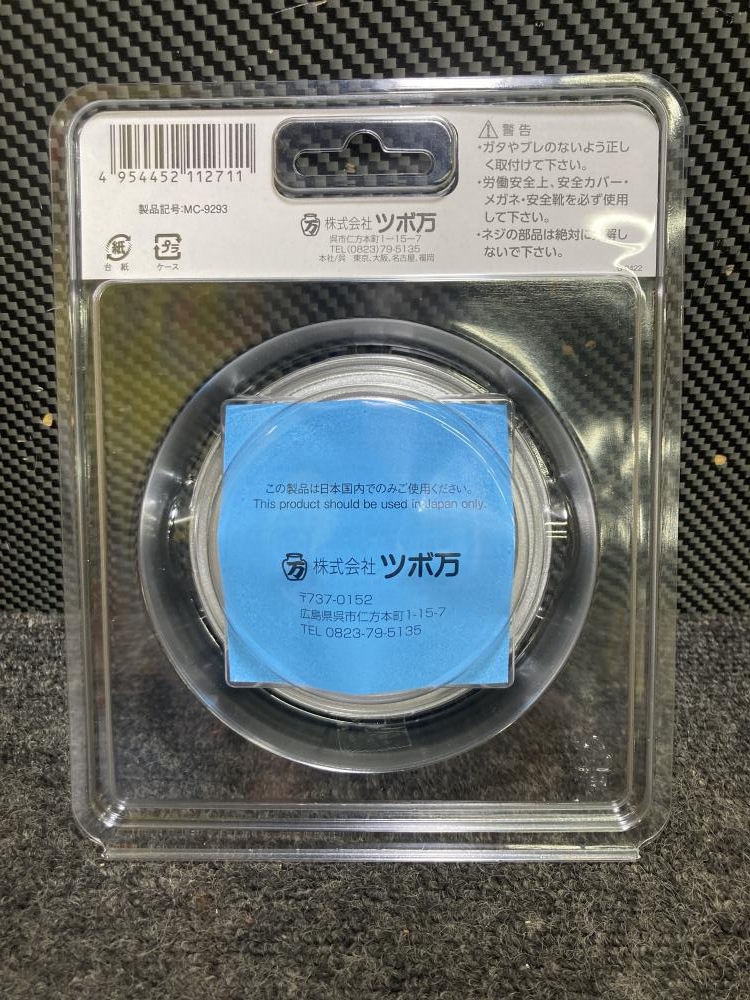 4 954452 112711
製品記号:MC-9293
紙
台 紙
プラ
ケース
万 株式会社 ツボ万
呉市仁方本町1-15-7
TEL(0823)79-5135
本社/呉 東京、大阪、名古屋、福岡
警告
・ガタやブレのないよう正し
く取付けて下さい。
・労働安全上、安全カバー・
メガネ・安全靴を必ず使用
して下さい。
・ネジの部品は絶対に 解し
ないで下さい。
この製品は日本国内でのみご使用ください。
This product should be used in Japan only.
万 株式会社 ツボ万
〒737-0152
広島県呉市仁方本町1-15-7
TEL 0823-79-5135